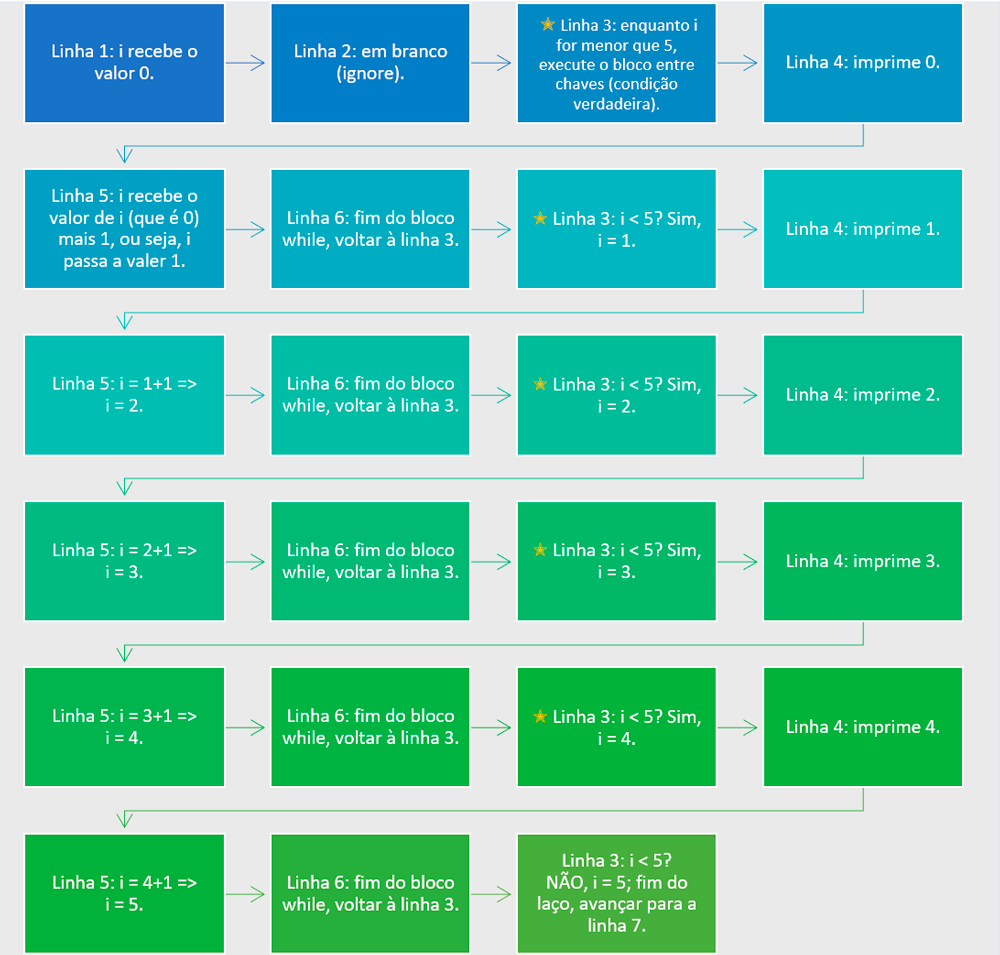 Linha 1: i recebe o
valor 0.
Linha 2: em branco
(ignore).
Linha 3: enquanto i
for menor que 5,
execute o bloco entre
chaves (condição
verdadeira).
Linha 4: imprime 0.
Linha 5: i recebe o
valor de i (que é 0)
mais 1, ou seja, i
passa a valer 1.
Linha 6: fim do bloco
while, voltar à linha 3.
Linha 3: i < 5? Sim,
i = 1.
Linha 4: imprime 1.
Linha 5: i = 1+1 =>
i = 2.
Linha 6: fim do bloco
while, voltar à linha 3.
Linha 3: i < 5? Sim,
i = 2.
Linha 4: imprime 2.
Linha 5: i = 2+1 =>
i = 3.
Linha 6: fim do bloco
while, voltar à linha 3.
Linha 3: i < 5? Sim,
i = 3.
Linha 4: imprime 3.
Linha 5: i = 3+1 =>
i = 4.
Linha 6: fim do bloco
while, voltar à linha 3.
Linha 3: i < 5? Sim,
i = 4.
Linha 4: imprime 4.
Linha 5: i = 4+1 =>
i = 5.
Linha 6: fim do bloco
while, voltar à linha 3.
Linha 3: i < 5?
NÃO, i = 5; fim do
laço, avançar para a
linha 7.